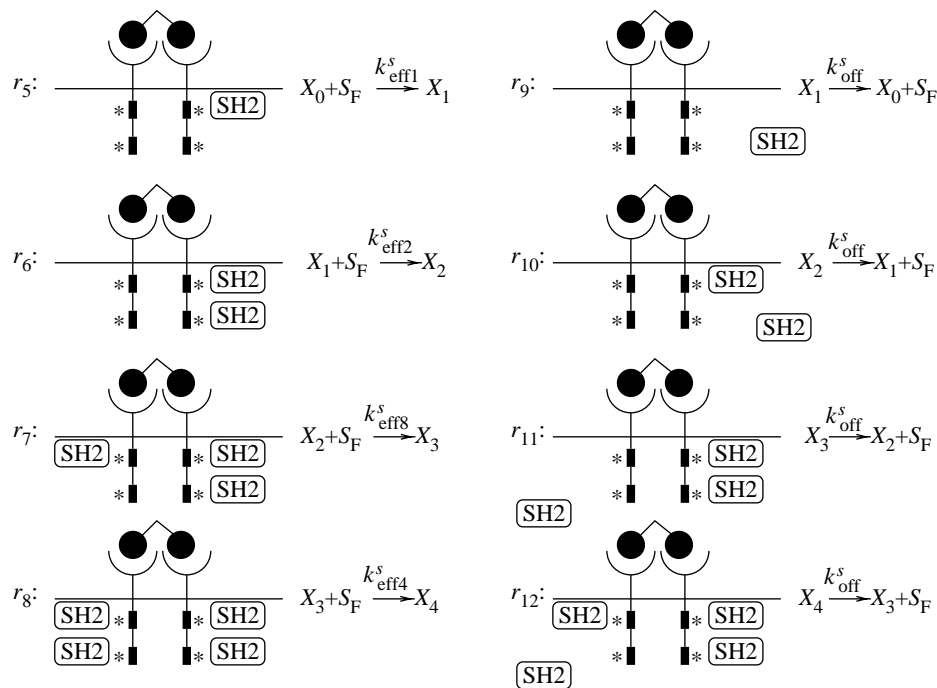 r5: * * SH2 X0+SF k^s_eff1 X1
* *
r9: * * X1 k^s_off X0+SF
* * SH2
r6: * * SH2 X1+SF k^s_eff2 X2
* * SH2
r10: * * SH2 X2 k^s_off X1+SF
* * SH2
r7: SH2 * * SH2 X2+SF k^s_eff8 X3
* * SH2
r11: * * SH2 X3 k^s_off X2+SF
* * SH2
SH2
r8: SH2 * * SH2 X3+SF k^s_eff4 X4
SH2 * * SH2
r12: SH2 * * SH2 X4 k^s_off X3+SF
* * SH2
SH2